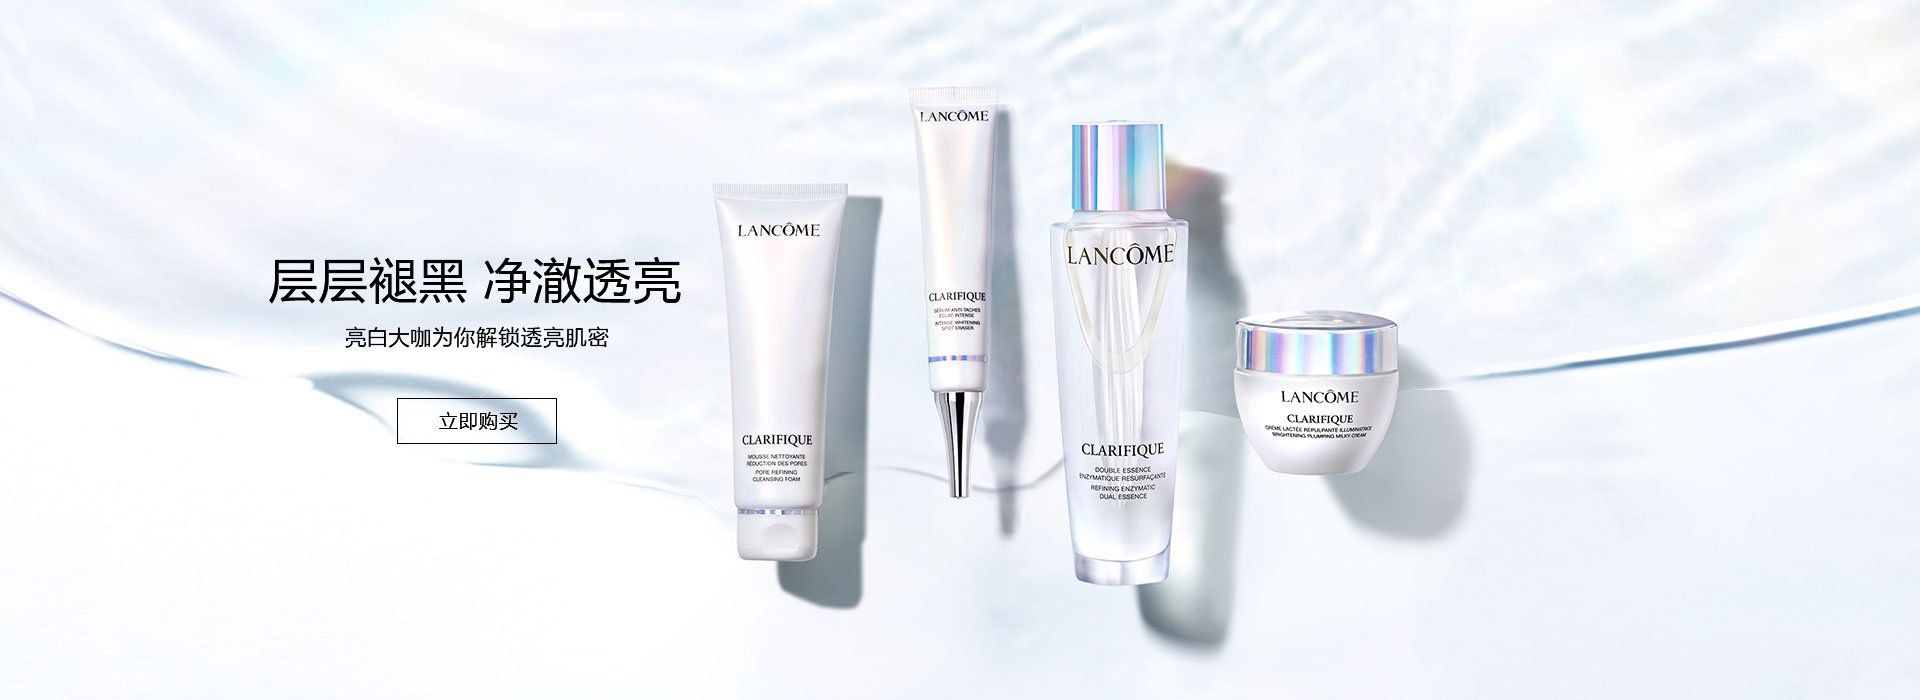 层层褪黑 净澈透亮
亮白大咖为你解锁透亮肌密
立即购买
LANCÔME
CLARIFIQUE
MOUSSE NETTOYANTE
RÉDUCTION DES PORES
PORE REFINING
CLEANSING FOAM
LANCÔME
CLARIFIQUE
SÉRUM ANTI-TACHES
ÉCLAT INTENSE
INTENSE WHITENING
SPOT ERASER
LANCÔME
CLARIFIQUE
DOUBLE ESSENCE
ENZYMATIQUE RESURFAÇANTE
REFINING ENZYMATIC
DUAL ESSENCE
LANCÔME
CLARIFIQUE
CRÈME LACTÉE REPULPANTE ILLUMINATRICE
BRIGHTENING PLUMPING MILKY CREAM